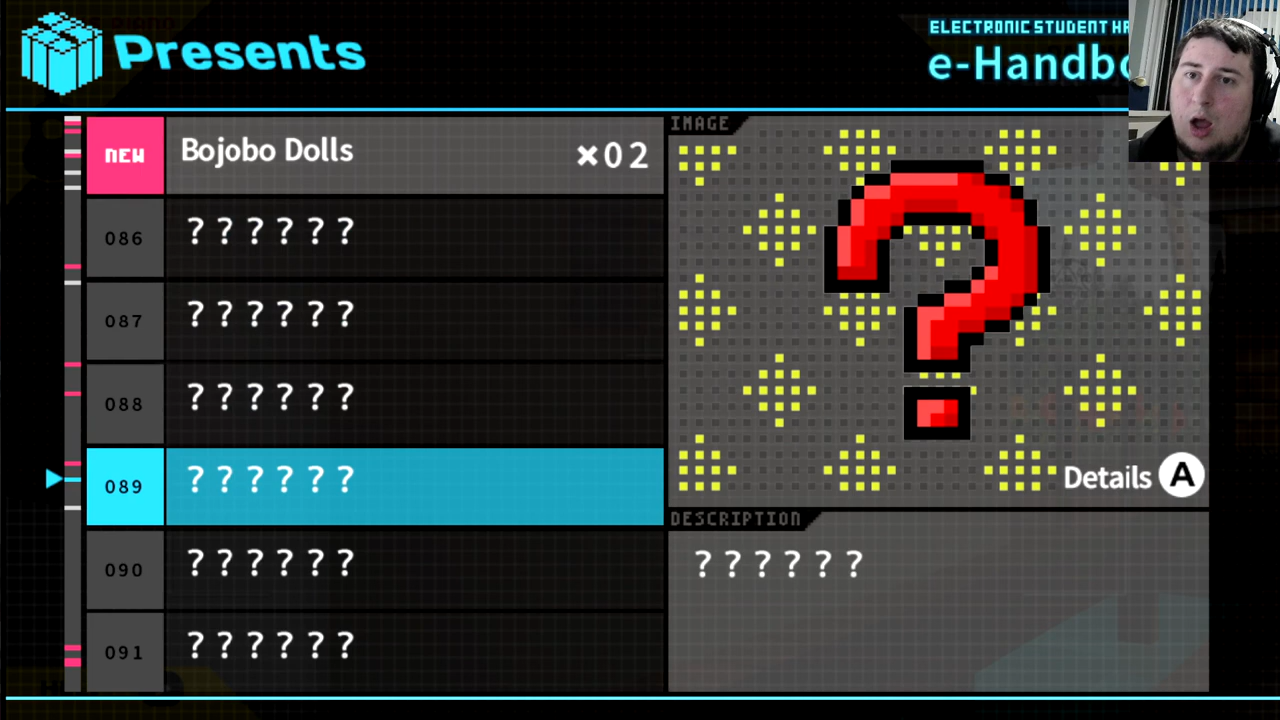 Presents
ELECTRONIC STUDENT HA
e-Handbo
NEW Bojobo Dolls ×02
086 ??????
087 ??????
088 ??????
089 ??????
090 ??????
091 ??????
IMAGE
?
Details A
DESCRIPTION
??????